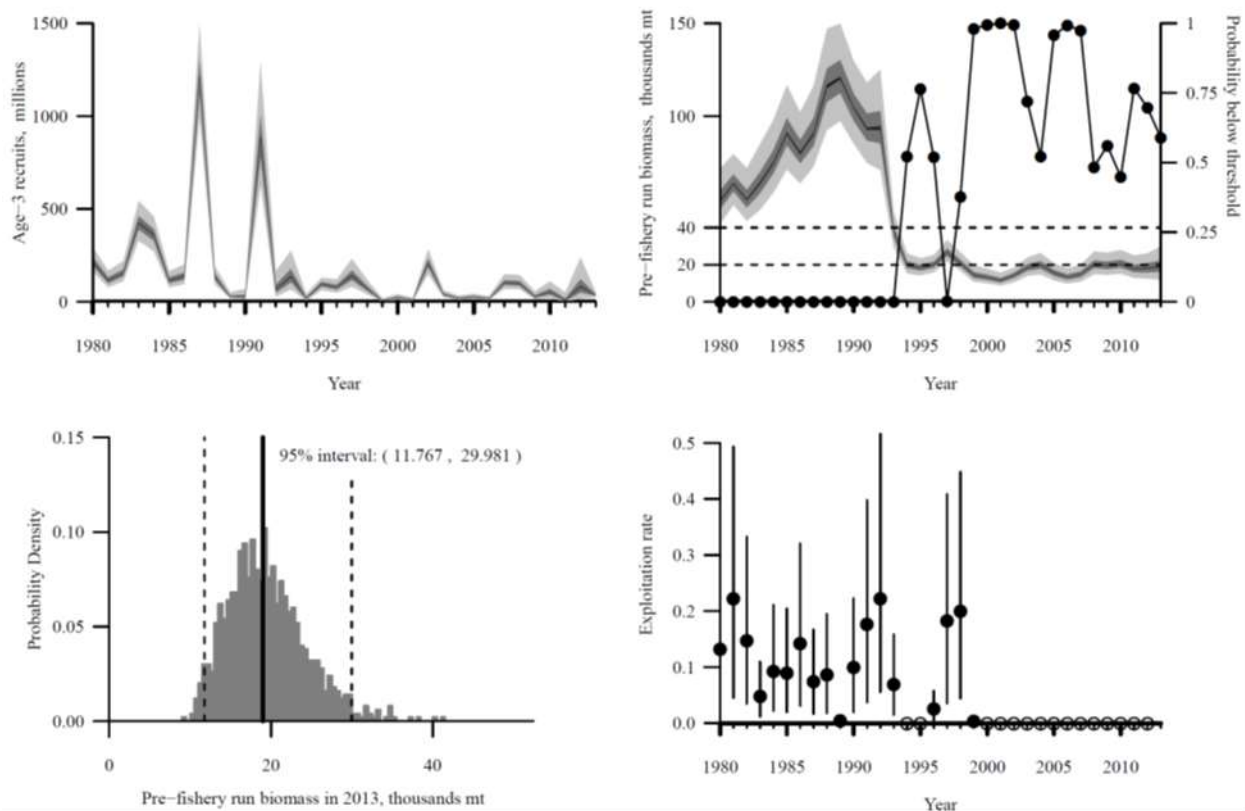 Age−3 recruits, millions
1500
1000
500
0
1980 1985 1990 1995 2000 2005 2010
Year
Pre−fishery run biomass, thousands mt
150
100
40
20
0
1
0.75
0.5
0.25
0
Probability below threshold
1980 1985 1990 1995 2000 2005 2010
Year
Probability Density
0.15
0.10
0.05
0.00
95% interval: ( 11.767 , 29.981 )
0 20 40
Pre−fishery run biomass in 2013, thousands mt
Exploitation rate
0.5
0.4
0.3
0.2
0.1
0.0
1980 1985 1990 1995 2000 2005 2010
Year